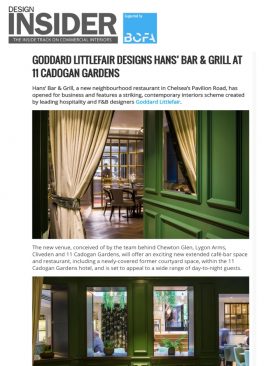 DESIGN
INSIDER
THE INSIDE TRACK ON COMMERCIAL INTERIORS
Supported by
BCFA
GODDARD LITTLEFAIR DESIGNS HANS' BAR & GRILL AT
11 CADOGAN GARDENS
Hans' Bar & Grill, a new neighbourhood restaurant in Chelsea's Pavilion Road, has
opened for business and features a striking, contemporary interiors scheme created
by leading hospitality and F&B designers Goddard Littlefair.
The new venue, conceived of by the team behind Chewton Glen, Lygon Arms,
Cliveden and 11 Cadogan Gardens, will offer an exciting new extended café-bar space
and restaurant, including a newly-covered former courtyard space, within the 11
Cadogan Gardens hotel, and is set to appeal to a wide range of day-to-night guests.